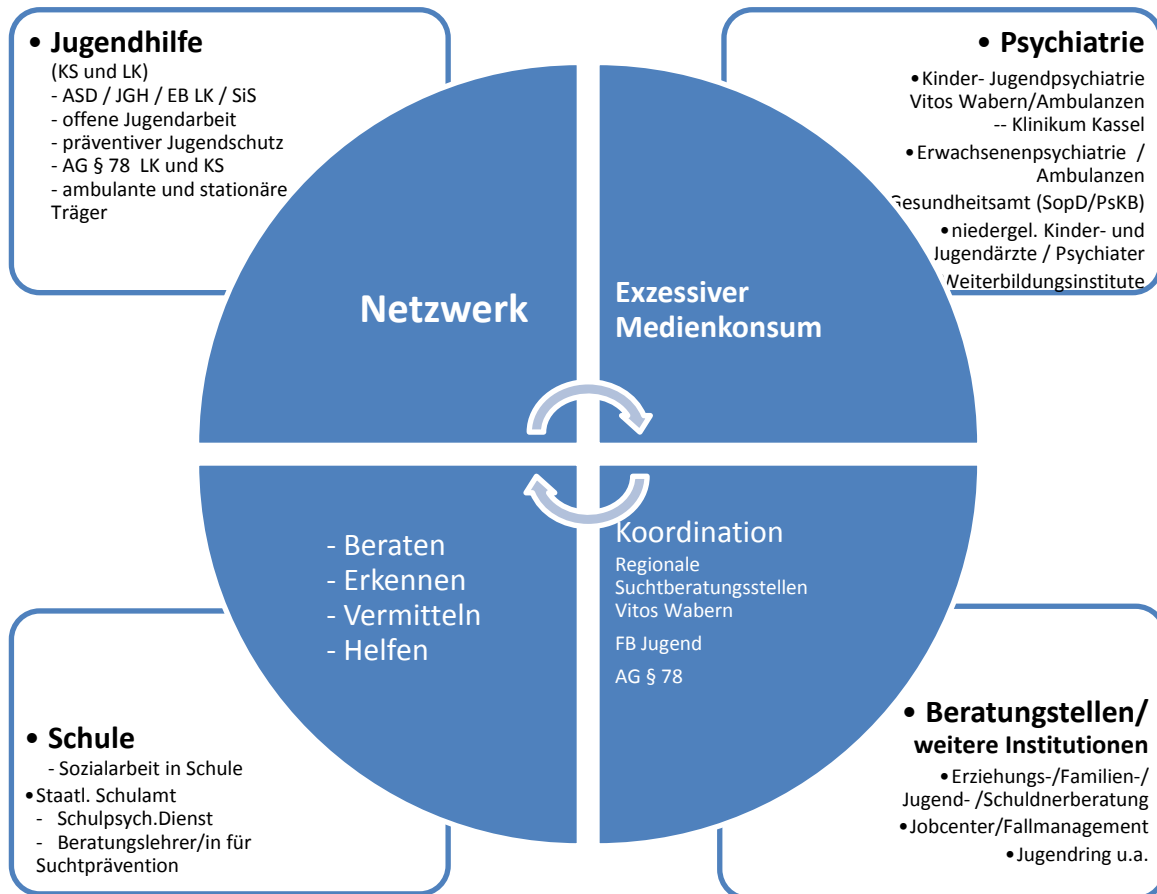 • Jugendhilfe
(KS und LK)
- ASD / JGH / EB LK / SiS
- offene Jugendarbeit
- präventiver Jugendschutz
- AG § 78 LK und KS
- ambulante und stationäre
Träger
• Psychiatrie
•Kinder- Jugendpsychiatrie
Vitos Wabern/Ambulanzen
-- Klinikum Kassel
•Erwachsenenpsychiatrie /
Ambulanzen
Gesundheitsamt (SopD/PsKB)
•niedergel. Kinder- und
Jugendärzte / Psychiater
Weiterbildungsinstitute
Netzwerk
Exzessiver
Medienkonsum
- Beraten
- Erkennen
- Vermitteln
- Helfen
Koordination
Regionale
Suchtberatungsstellen
Vitos Wabern
FB Jugend
AG § 78
• Schule
- Sozialarbeit in Schule
•Staatl. Schulamt
- Schulpsych.Dienst
- Beratungslehrer/in für
Suchtprävention
• Beratungstellen/
weitere Institutionen
•Erziehungs-/Familien-/
Jugend- /Schuldnerberatung
•Jobcenter/Fallmanagement
•Jugendring u.a.